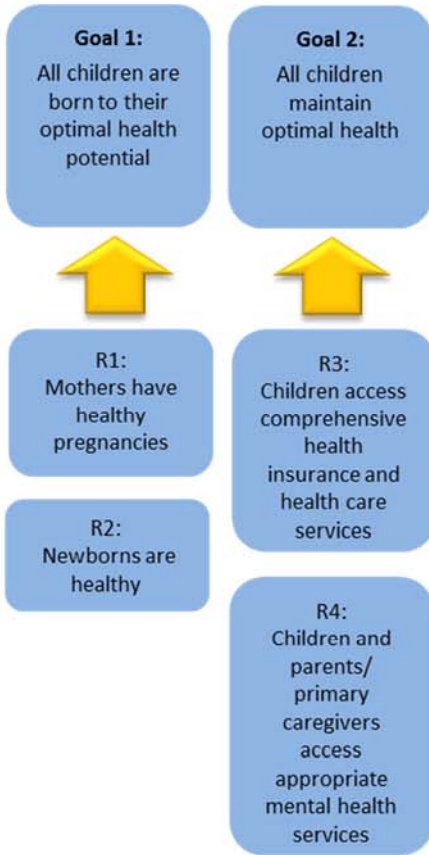 Goal 1:
All children are
born to their
optimal health
potential
Goal 2:
All children
maintain
optimal health
R1:
Mothers have
healthy
pregnancies
R2:
Newborns are
healthy
R3:
Children access
comprehensive
health
insurance and
health care
services
R4:
Children and
parents/
primary
caregivers
access
appropriate
mental health
services